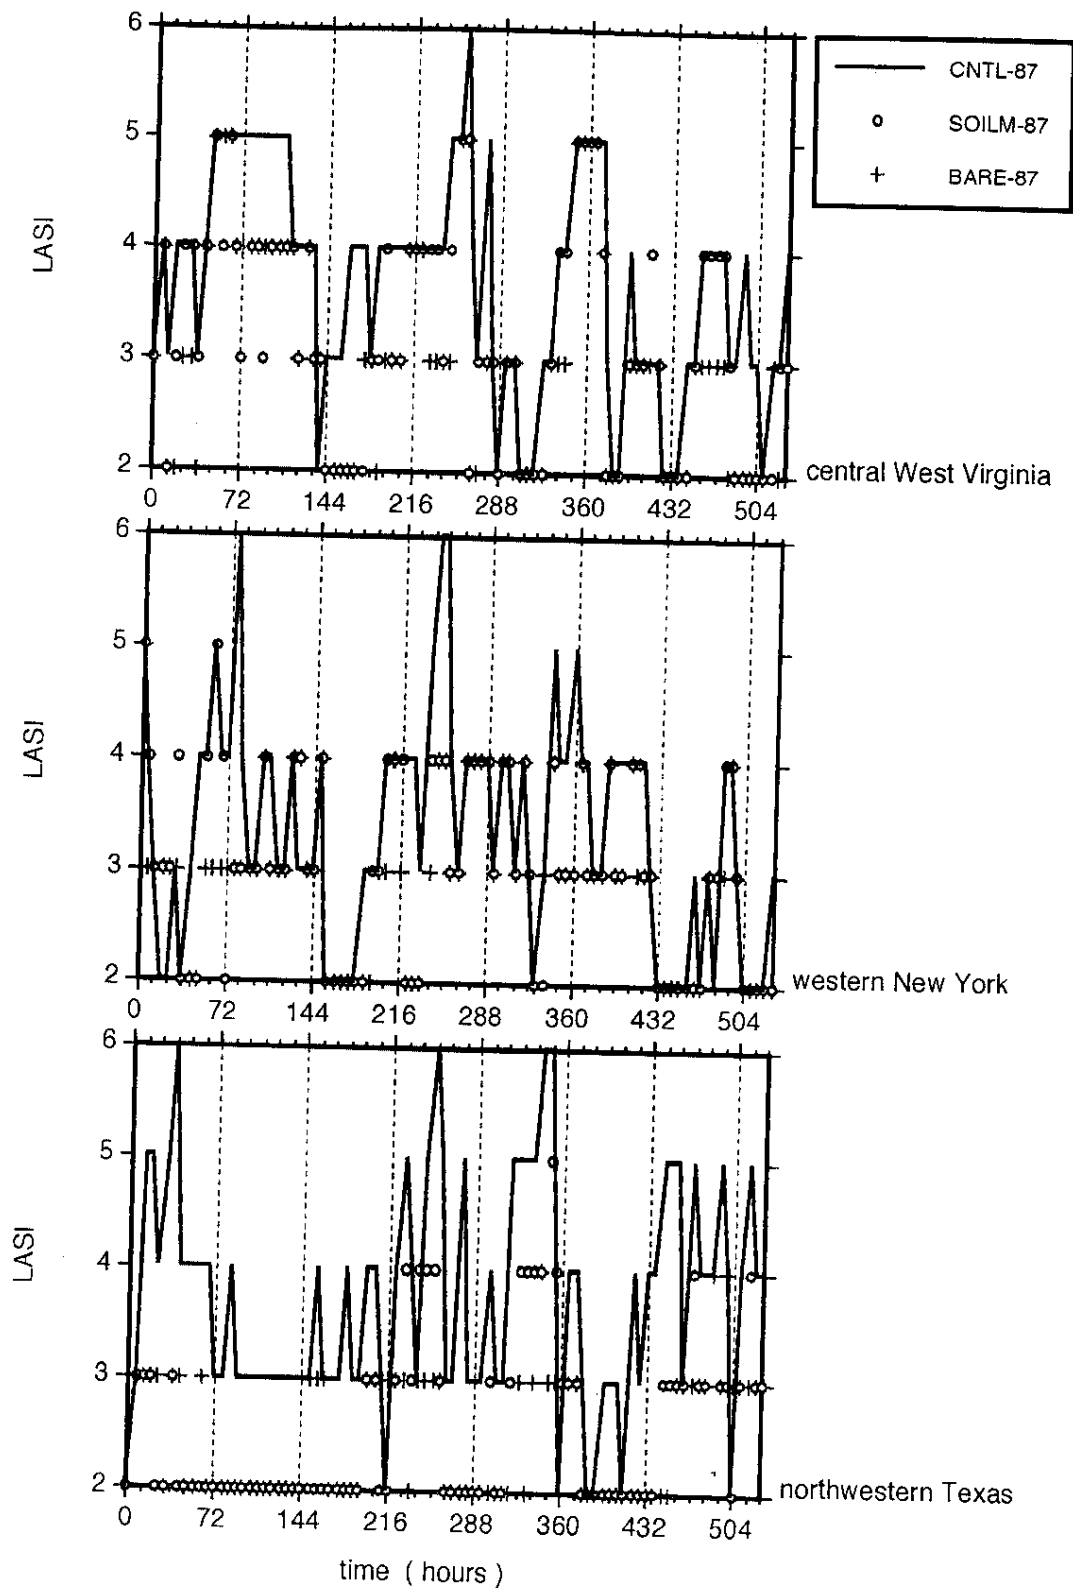 CNTL-87
SOILM-87
BARE-87
6
5
4
3
2
LASI
0 72 144 216 288 360 432 504
central West Virginia
6
5
4
3
2
LASI
0 72 144 216 288 360 432 504
western New York
6
5
4
3
2
LASI
0 72 144 216 288 360 432 504
northwestern Texas
time ( hours )